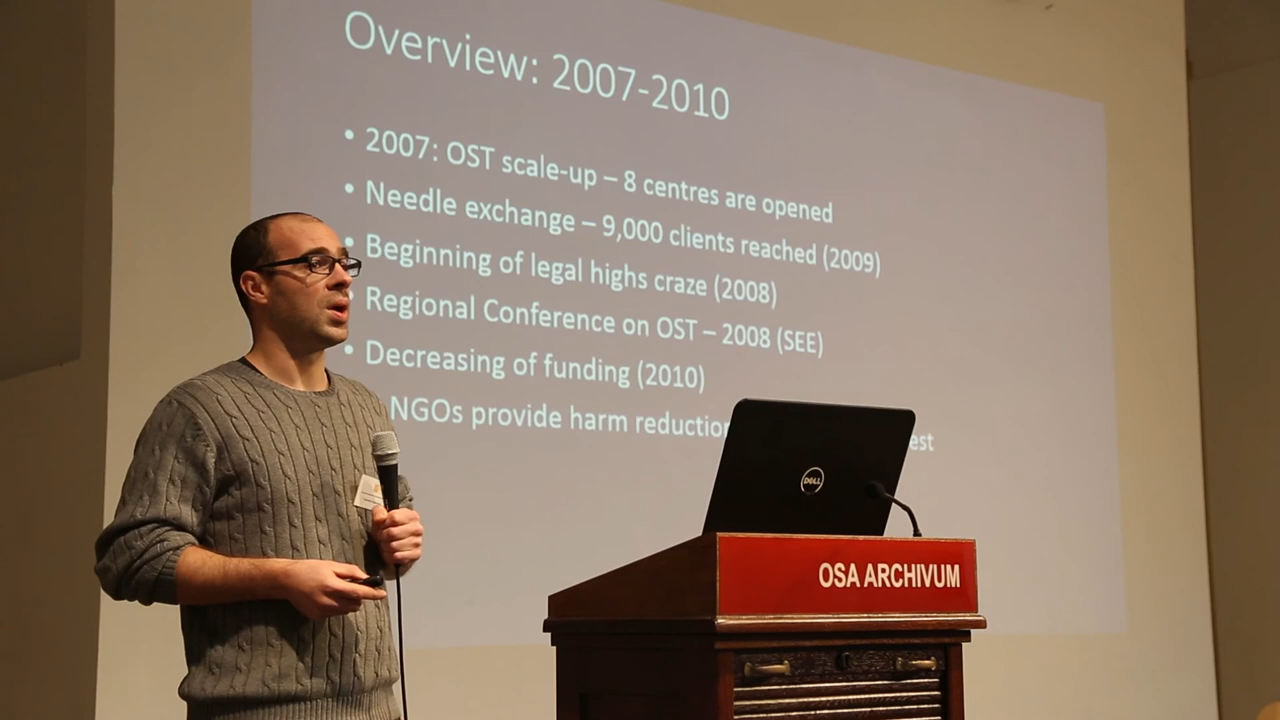 Overview: 2007-2010
• 2007: OST scale-up – 8 centres are opened
• Needle exchange – 9,000 clients reached (2009)
• Beginning of legal highs craze (2008)
• Regional Conference on OST – 2008 (SEE)
• Decreasing of funding (2010)
NGOs provide harm reduction
DELL
OSA ARCHIVUM